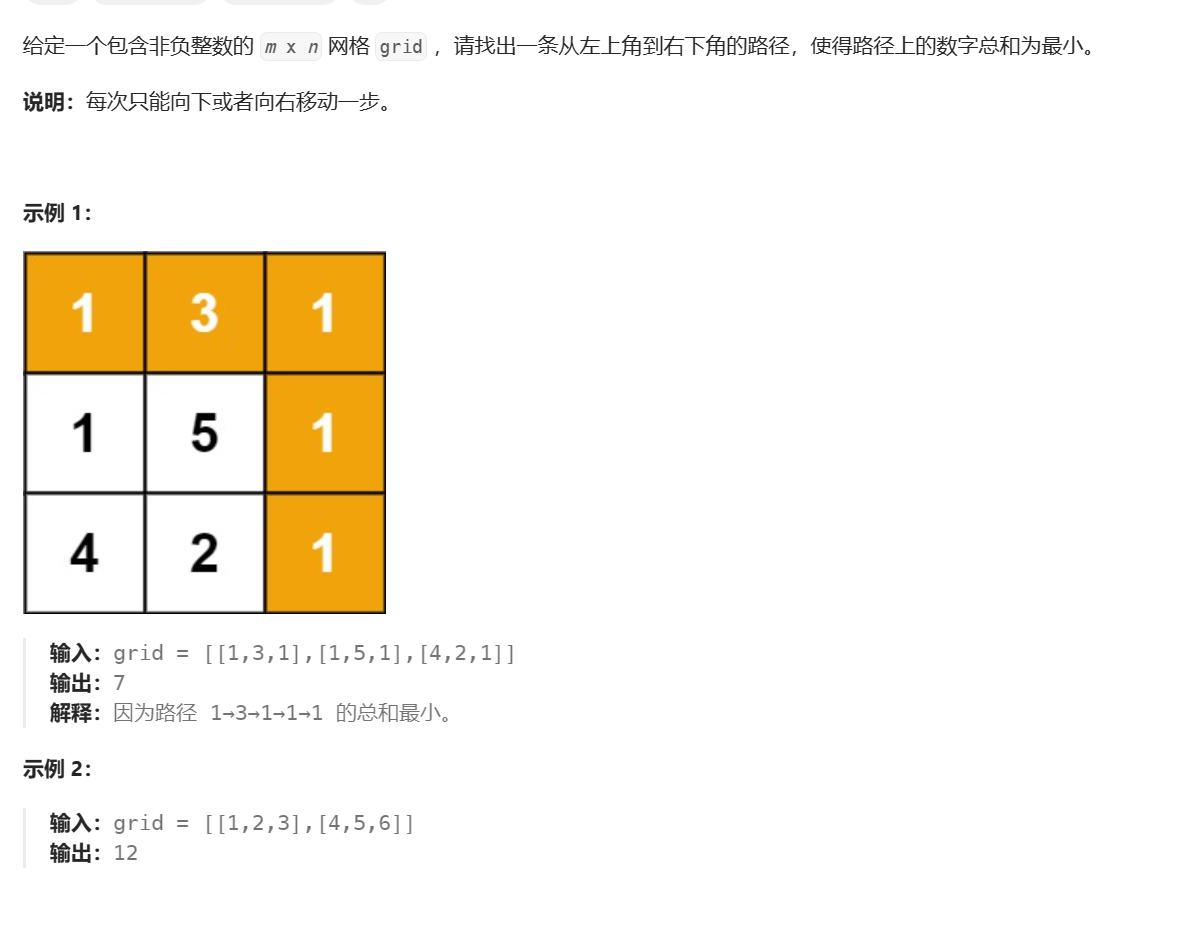 给定一个包含非负整数的 m x n 网格 grid ，请找出一条从左上角到右下角的路径，使得路径上的数字总和为最小。
说明：每次只能向下或者向右移动一步。
示例 1：
1 3 1
1 5 1
4 2 1
输入：grid = [[1,3,1],[1,5,1],[4,2,1]]
输出：7
解释：因为路径 1→3→1→1→1 的总和最小。
示例 2：
输入：grid = [[1,2,3],[4,5,6]]
输出：12